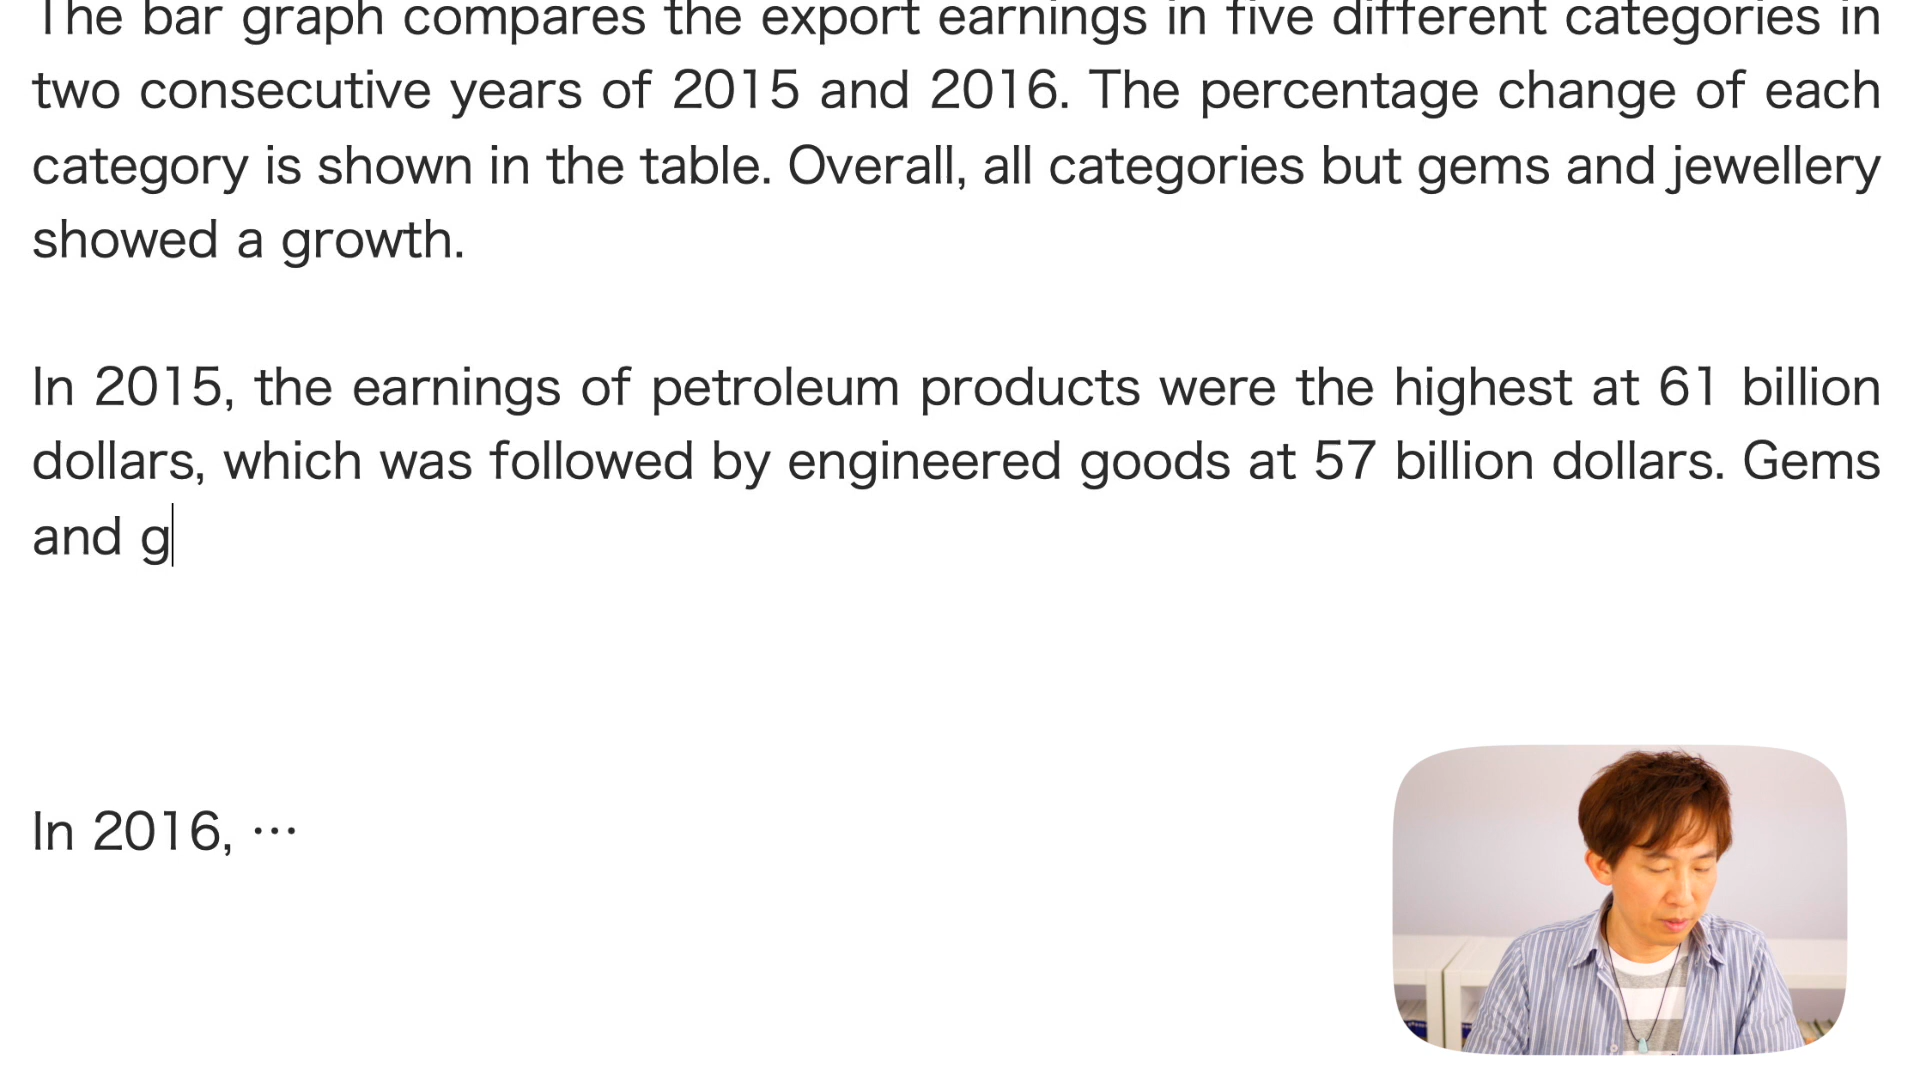 The bar graph compares the export earnings in five different categories in
two consecutive years of 2015 and 2016. The percentage change of each
category is shown in the table. Overall, all categories but gems and jewellery
showed a growth.
In 2015, the earnings of petroleum products were the highest at 61 billion
dollars, which was followed by engineered goods at 57 billion dollars. Gems
and g
In 2016, …